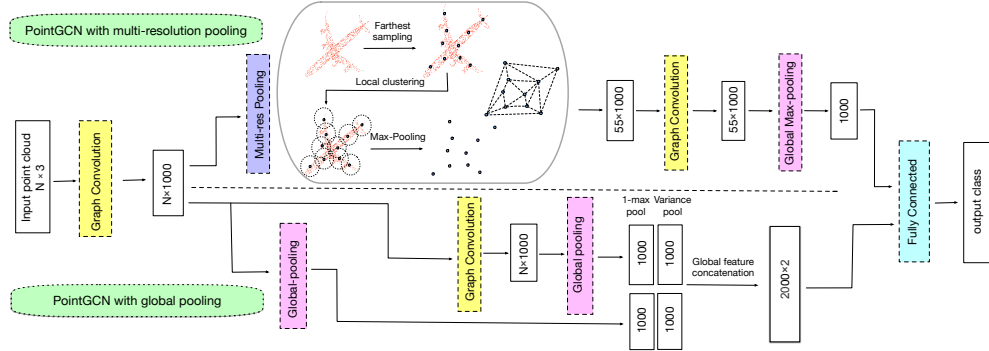 PointGCN with multi-resolution pooling
Farthest
sampling
Local clustering
Max-Pooling
Multi-res Pooling
55×1000
Graph Convolution
55×1000
Global Max-pooling
1000
Input point cloud
N × 3
Graph Convolution
N×1000
Fully Connected
output class
1-max
pool
Variance
pool
Graph Convolution
N×1000
Global pooling
1000
1000
Global feature
concatenation
2000×2
Global-pooling
1000
1000
PointGCN with global pooling